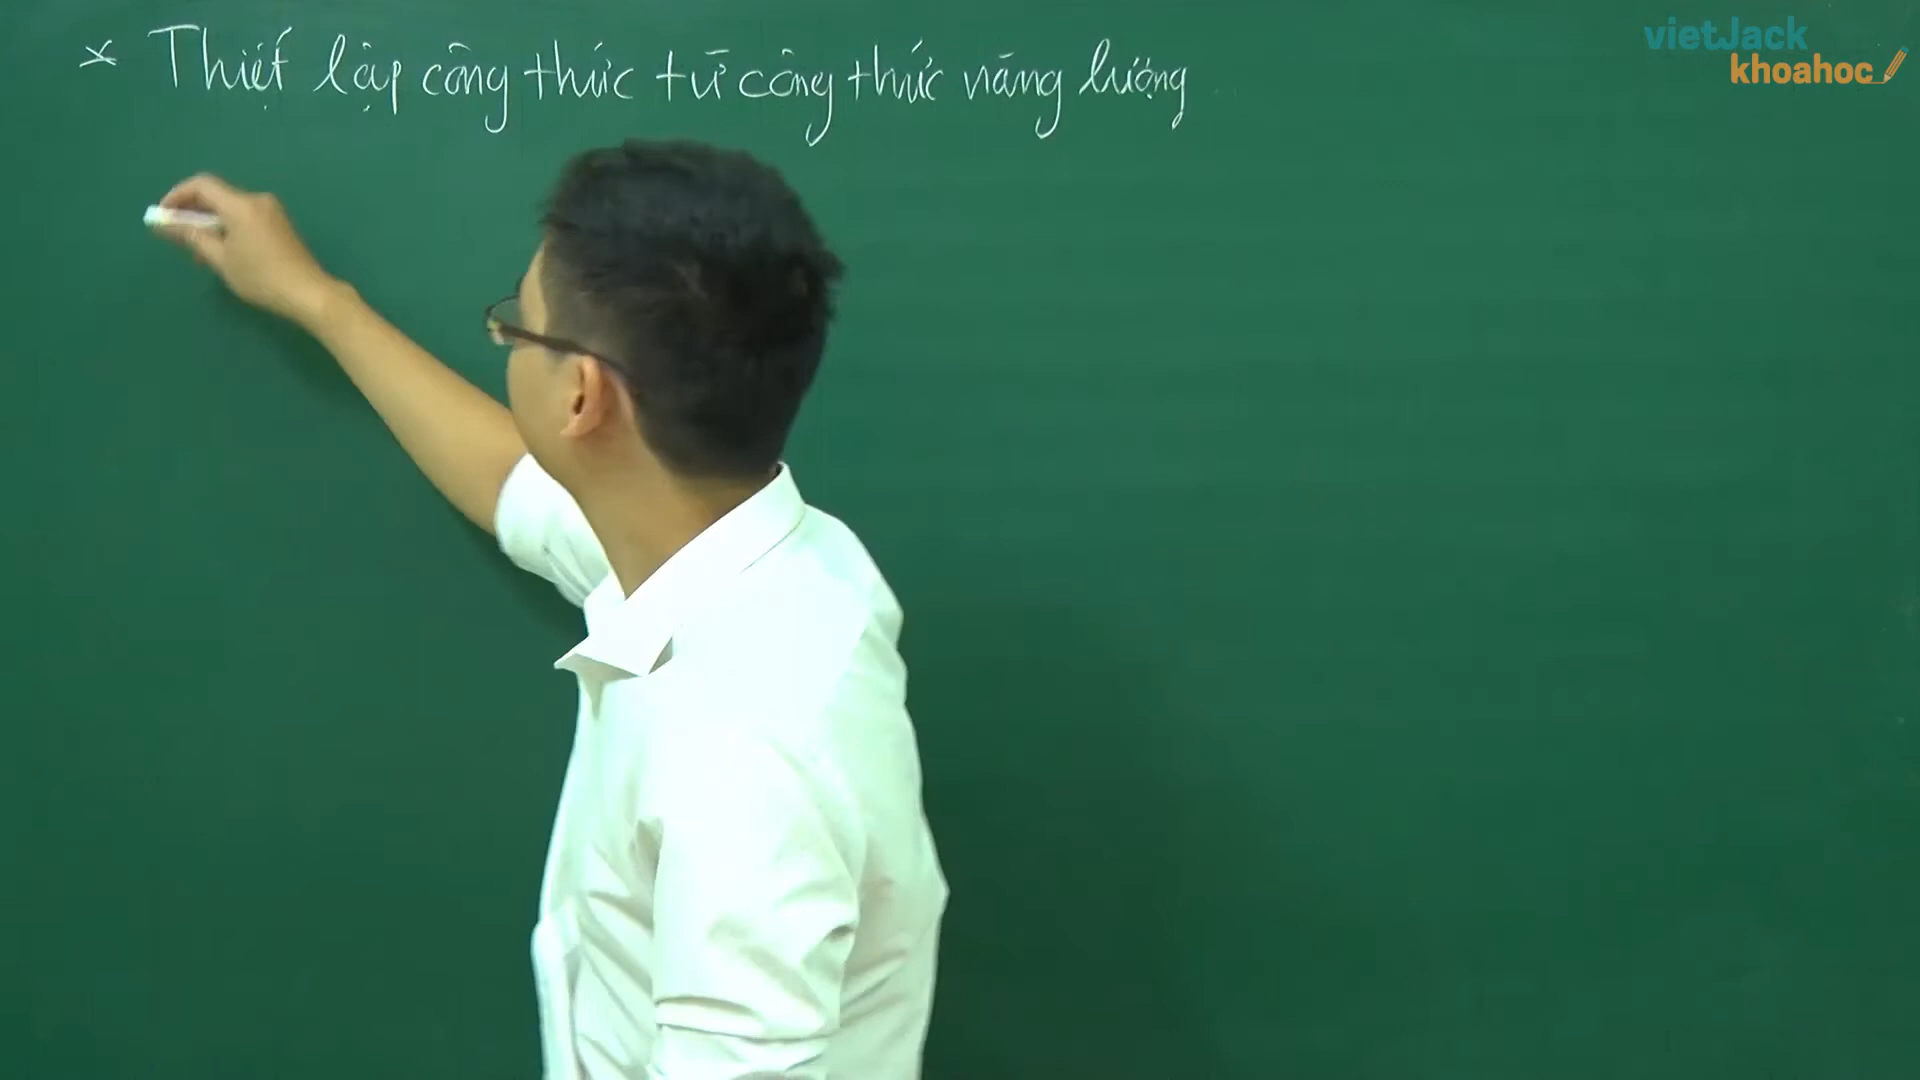 * Thiết lập công thức từ công thức năng lượng
vietJack
khoahoc